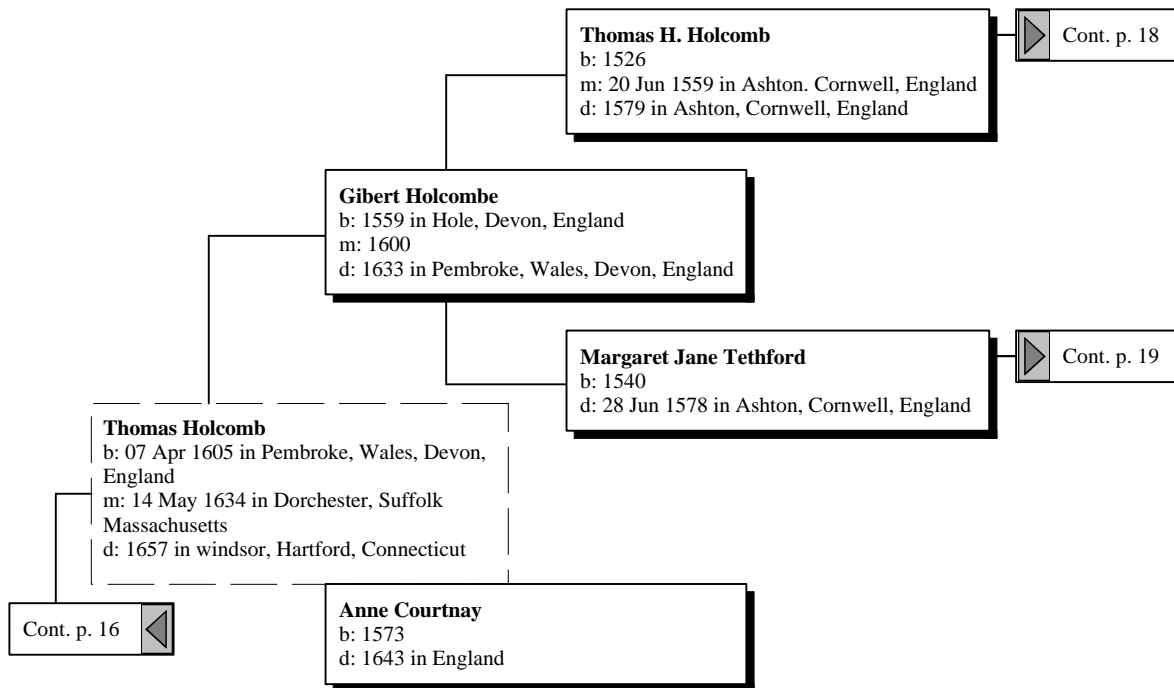 Thomas H. Holcomb
b: 1526
m: 20 Jun 1559 in Ashton. Cornwell, England
d: 1579 in Ashton, Cornwell, England
Cont. p. 18
Gibert Holcombe
b: 1559 in Hole, Devon, England
m: 1600
d: 1633 in Pembroke, Wales, Devon, England
Margaret Jane Tethford
b: 1540
d: 28 Jun 1578 in Ashton, Cornwell, England
Cont. p. 19
Thomas Holcomb
b: 07 Apr 1605 in Pembroke, Wales, Devon,
England
m: 14 May 1634 in Dorchester, Suffolk
Massachusetts
d: 1657 in windsor, Hartford, Connecticut
Cont. p. 16
Anne Courtnay
b: 1573
d: 1643 in England